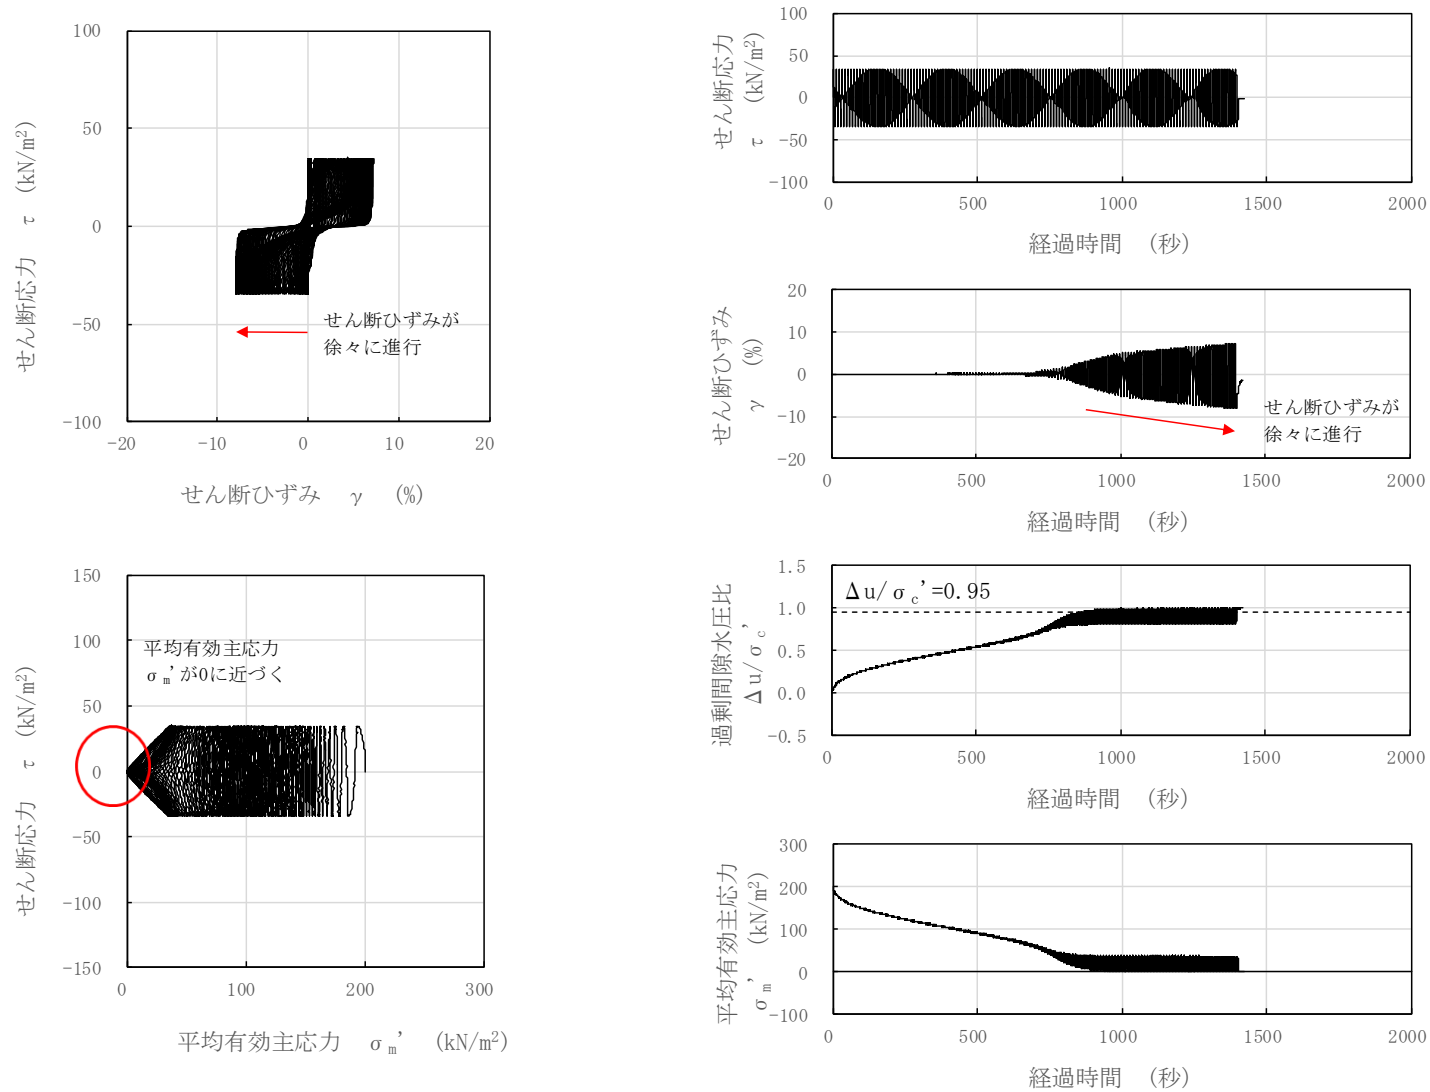 100
50
0
-50
-100
-20
-10
0
10
20
せん断応力 τ (kN/m²)
せん断ひずみ γ (%)
せん断ひずみが
徐々に進行
150
100
50
0
-50
-100
-150
0
100
200
300
せん断応力 τ (kN/m²)
平均有効主応力 σm' (kN/m²)
平均有効主応力
σm'が0に近づく
100
50
0
-50
-100
0
500
1000
1500
2000
せん断応力
τ (kN/m²)
経過時間 (秒)
20
10
0
-10
-20
0
500
1000
1500
2000
せん断ひずみ
γ (%)
経過時間 (秒)
せん断ひずみが
徐々に進行
1.5
1.0
0.5
0.0
-0.5
0
500
1000
1500
2000
過剰間隙水圧比
Δu/σc'
経過時間 (秒)
Δu/σc'=0.95
300
200
100
0
-100
0
500
1000
1500
2000
平均有効主応力
σm' (kN/m²)
経過時間 (秒)